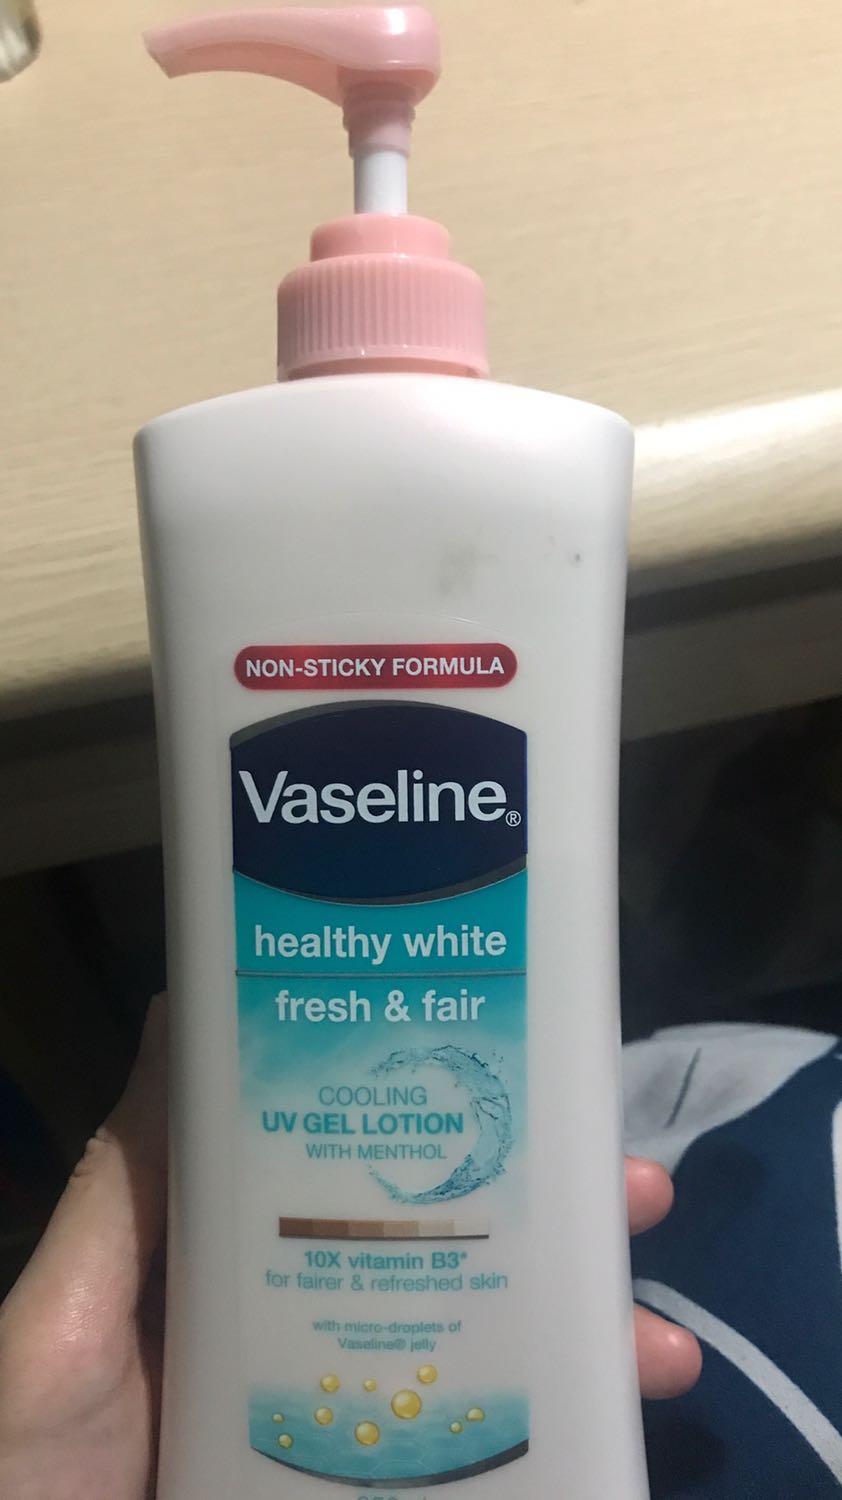 NON-STICKY FORMULA
Vaseline®
healthy white
fresh & fair
COOLING
UV GEL LOTION
WITH MENTHOL
10X vitamin B3*
for fairer & refreshed skin
with micro-droplets of
Vaseline® jelly